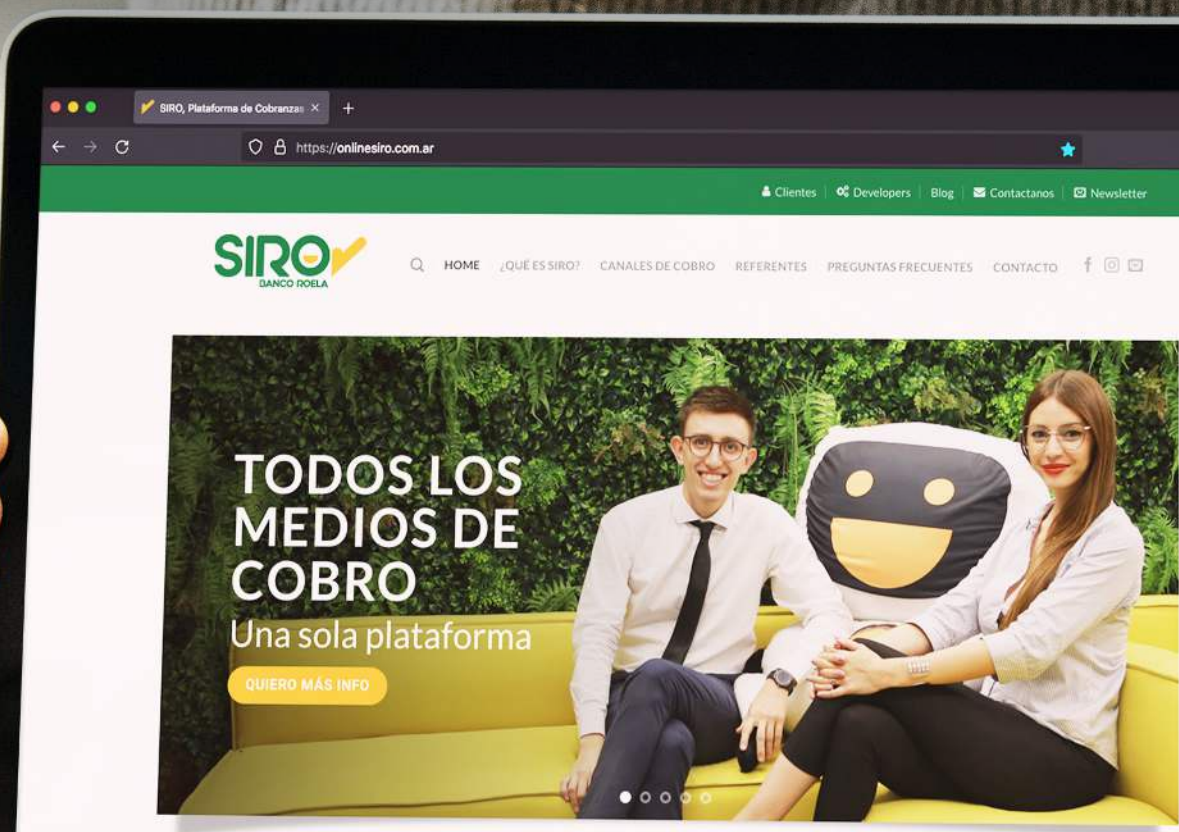 SIRO, Plataforma de Cobranzas
https://onlinesiro.com.ar
Clientes Developers Blog Contactanos Newsletter
SIRO
BANCO ROELA
HOME ¿QUÉ ES SIRO? CANALES DE COBRO REFERENTES PREGUNTAS FRECUENTES CONTACTO
TODOS LOS
MEDIOS DE
COBRO
Una sola plataforma
QUIERO MÁS INFO